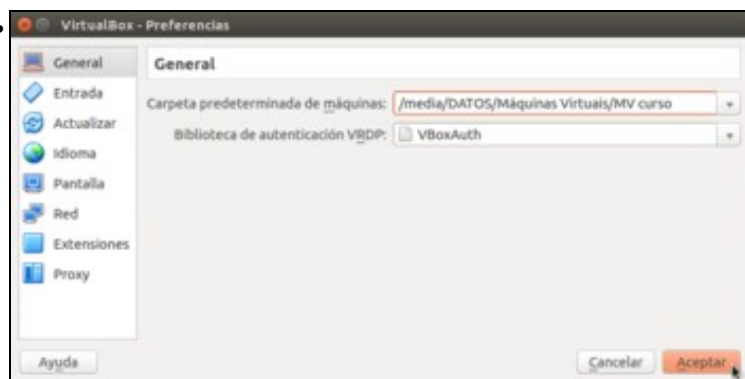 VirtualBox - Preferencias
General
Entrada
Actualizar
Idioma
Pantalla
Red
Extensiones
Proxy
General
Carpeta predeterminada de máquinas: /media/DATOS/Máquinas Virtuais/MV curso
Biblioteca de autenticación VRDP: VBoxAuth
Ayuda
Cancelar
Aceptar